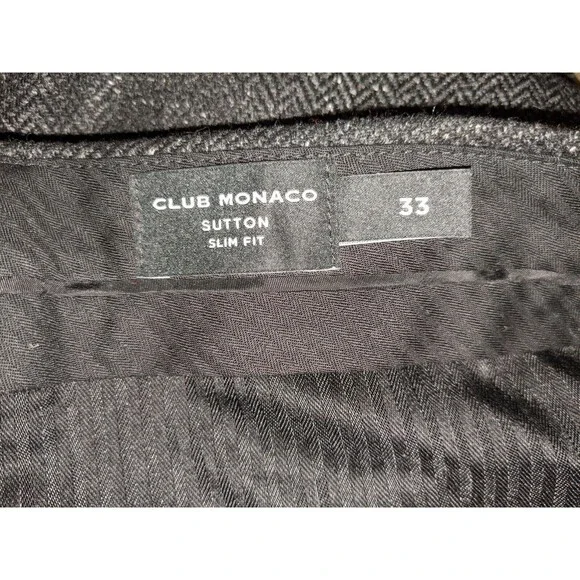 CLUB MONACO
SUTTON
SLIM FIT
33